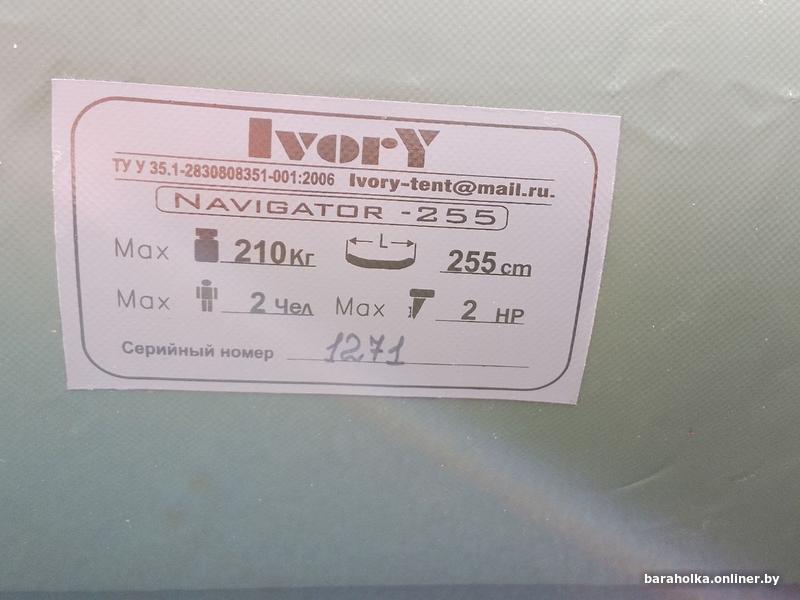 IvorY
ТУ У 35.1-2830808351-001:2006 Ivory-tent@mail.ru.
NAVIGATOR -255
Max 210Кг L 255cm
Max 2 Чел Max 2 HP
Серийный номер 1271
baraholka.onliner.by